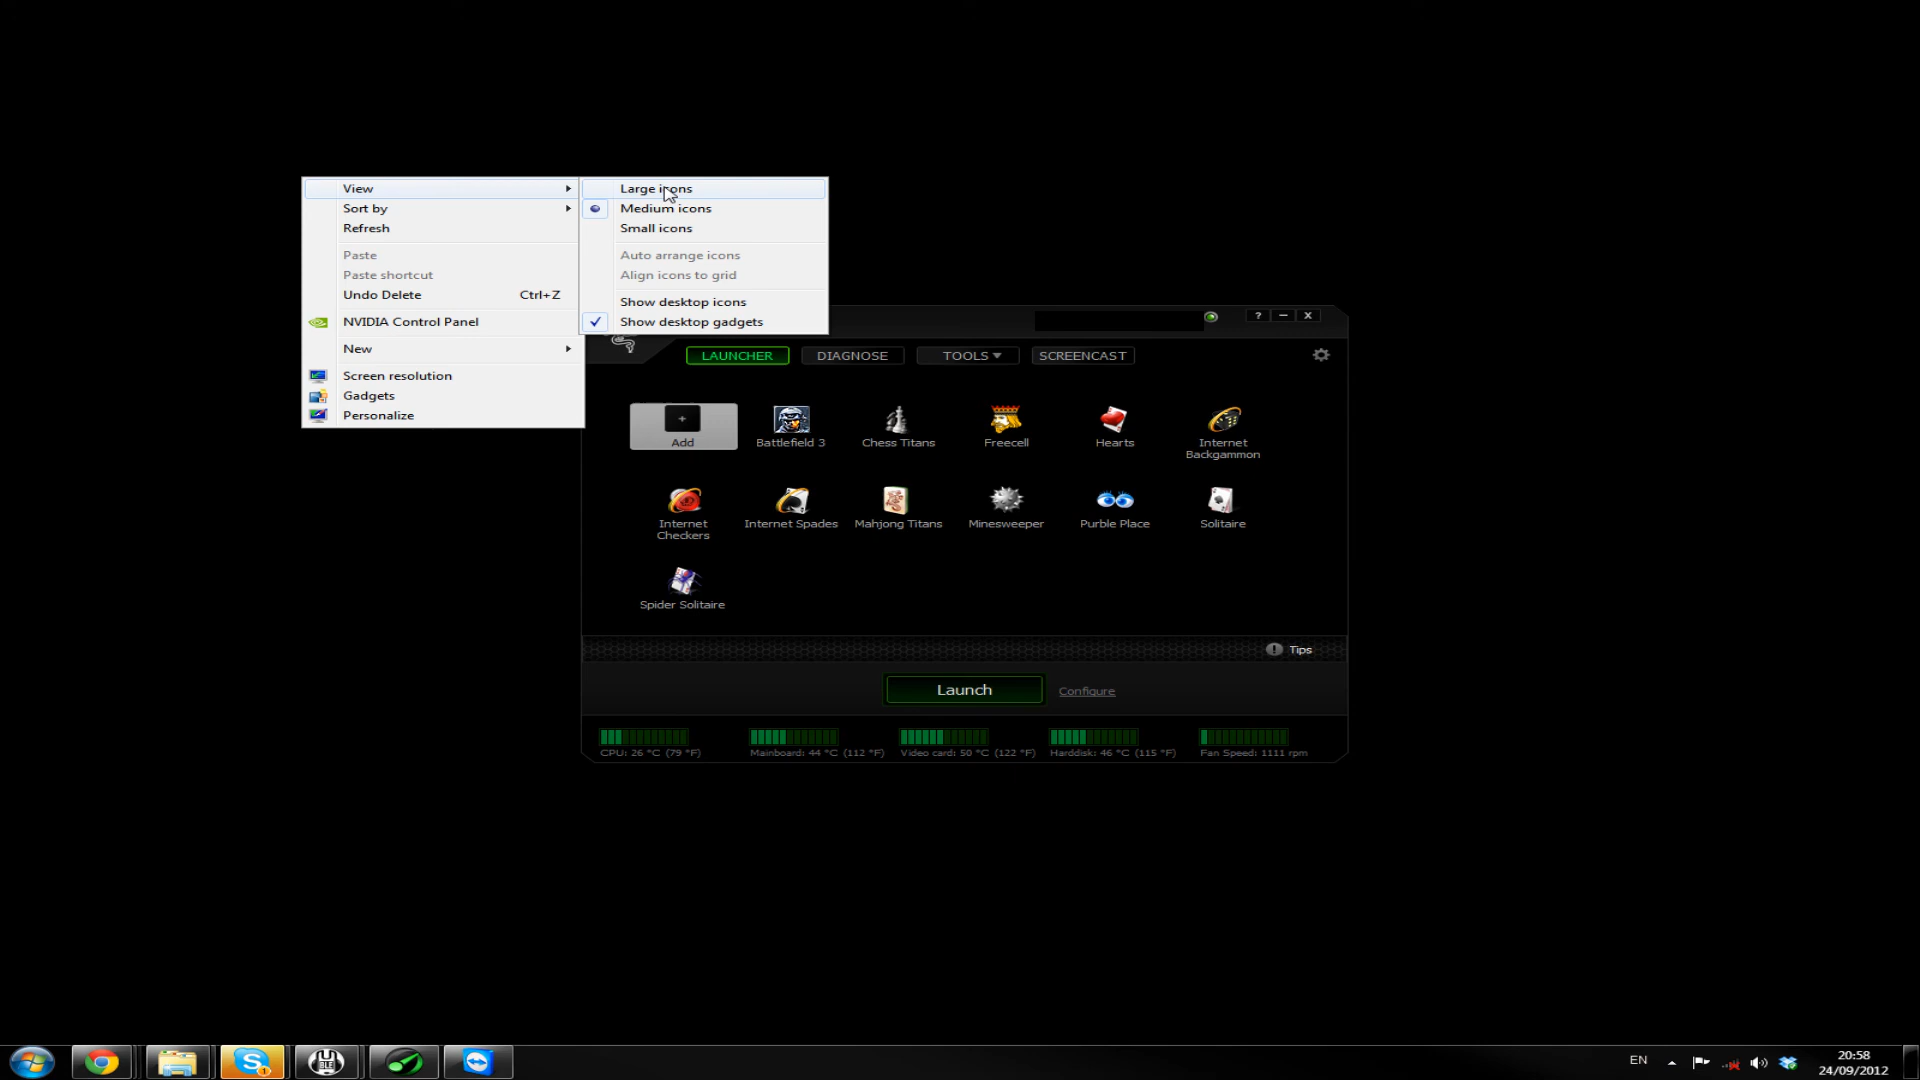 View
Sort by
Refresh
Paste
Paste shortcut
Undo Delete Ctrl+Z
NVIDIA Control Panel
New
Screen resolution
Gadgets
Personalize
Large icons
Medium icons
Small icons
Auto arrange icons
Align icons to grid
Show desktop icons
Show desktop gadgets
? X
LAUNCHER DIAGNOSE TOOLS SCREENCAST
Add Battlefield 3 Chess Titans Freecell Hearts Internet Backgammon
Internet Checkers Internet Spades Mahjong Titans Minesweeper Purble Place Solitaire
Spider Solitaire
Tips
Launch Configure
CPU: 26 °C (79 °F) Mainboard: 44 °C (112 °F) Video card: 50 °C (122 °F) Harddisk: 46 °C (115 °F) Fan Speed: 1111 rpm
EN 20:58
24/09/2012